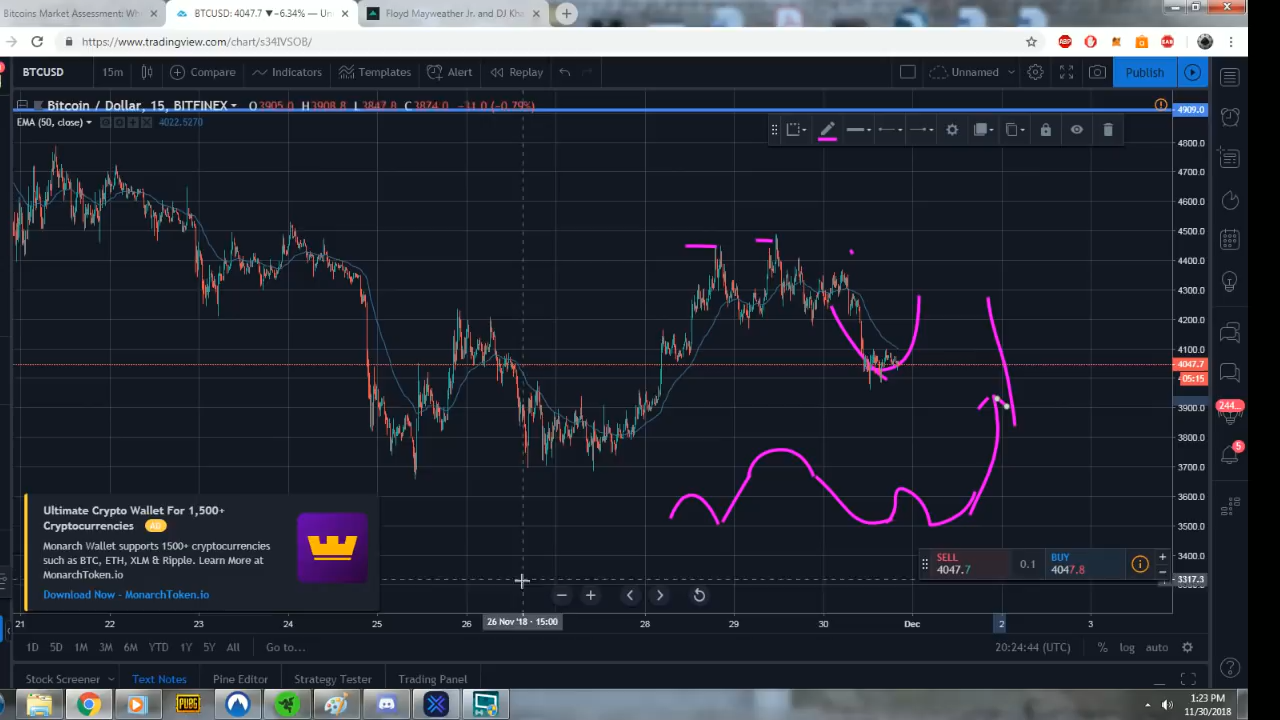 Bitcoins Market Assessment: Wh
BTCUSD: 4047.7 ▼−6.34% — Un
Floyd Mayweather Jr. and DJ Kha
https://www.tradingview.com/chart/s34IVSOB/
BTCUSD 15m Compare Indicators Templates Alert Replay Unnamed Publish
Bitcoin / Dollar, 15, BITFINEX O3905.0 H3908.8 L3847.8 C3874.0 −31.0 (−0.79%)
EMA (50, close) 4022.5270
4909.0
4800.0
4700.0
4600.0
4500.0
4400.0
4300.0
4200.0
4100.0
4047.7
05:15
3900.0
3800.0
3700.0
3600.0
3500.0
3400.0
3317.3
244...
5
Ultimate Crypto Wallet For 1,500+
Cryptocurrencies Ad
Monarch Wallet supports 1500+ cryptocurrencies
such as BTC, ETH, XLM & Ripple. Learn More at
MonarchToken.io
Download Now - MonarchToken.io
SELL 4047.7 0.1 BUY 4047.8
21 22 23 24 25 26 26 Nov '18 - 15:00 28 29 30 Dec 2 3
1D 5D 1M 3M 6M YTD 1Y 5Y All Go to... 20:24:44 (UTC) % log auto
Stock Screener Text Notes Pine Editor Strategy Tester Trading Panel
PUBG
1:23 PM
11/30/2018